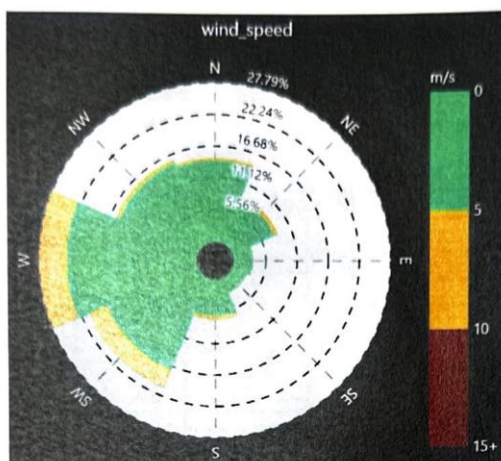 wind_speed
N
27.79%
22.24%
16.68%
11.12%
5.56%
NW
NE
W
E
SW
SE
S
m/s
0
5
10
15+